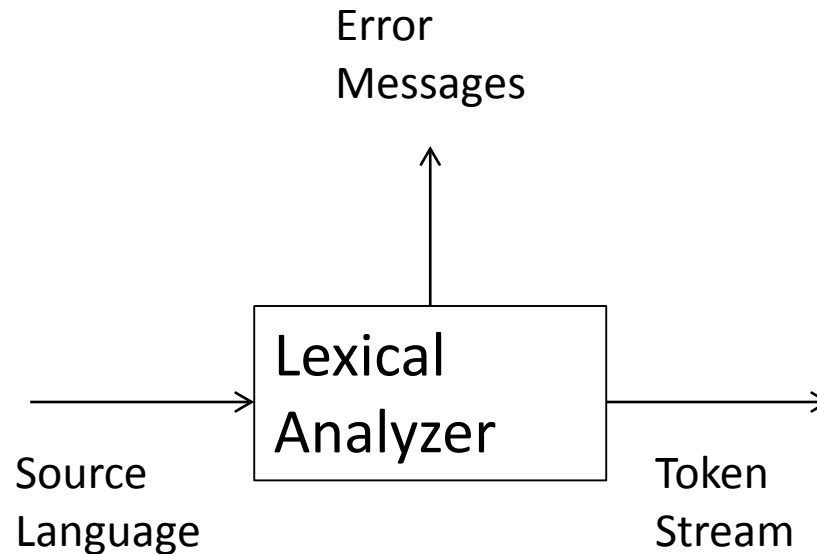 Error
Messages
Lexical
Analyzer
Source
Language
Token
Stream